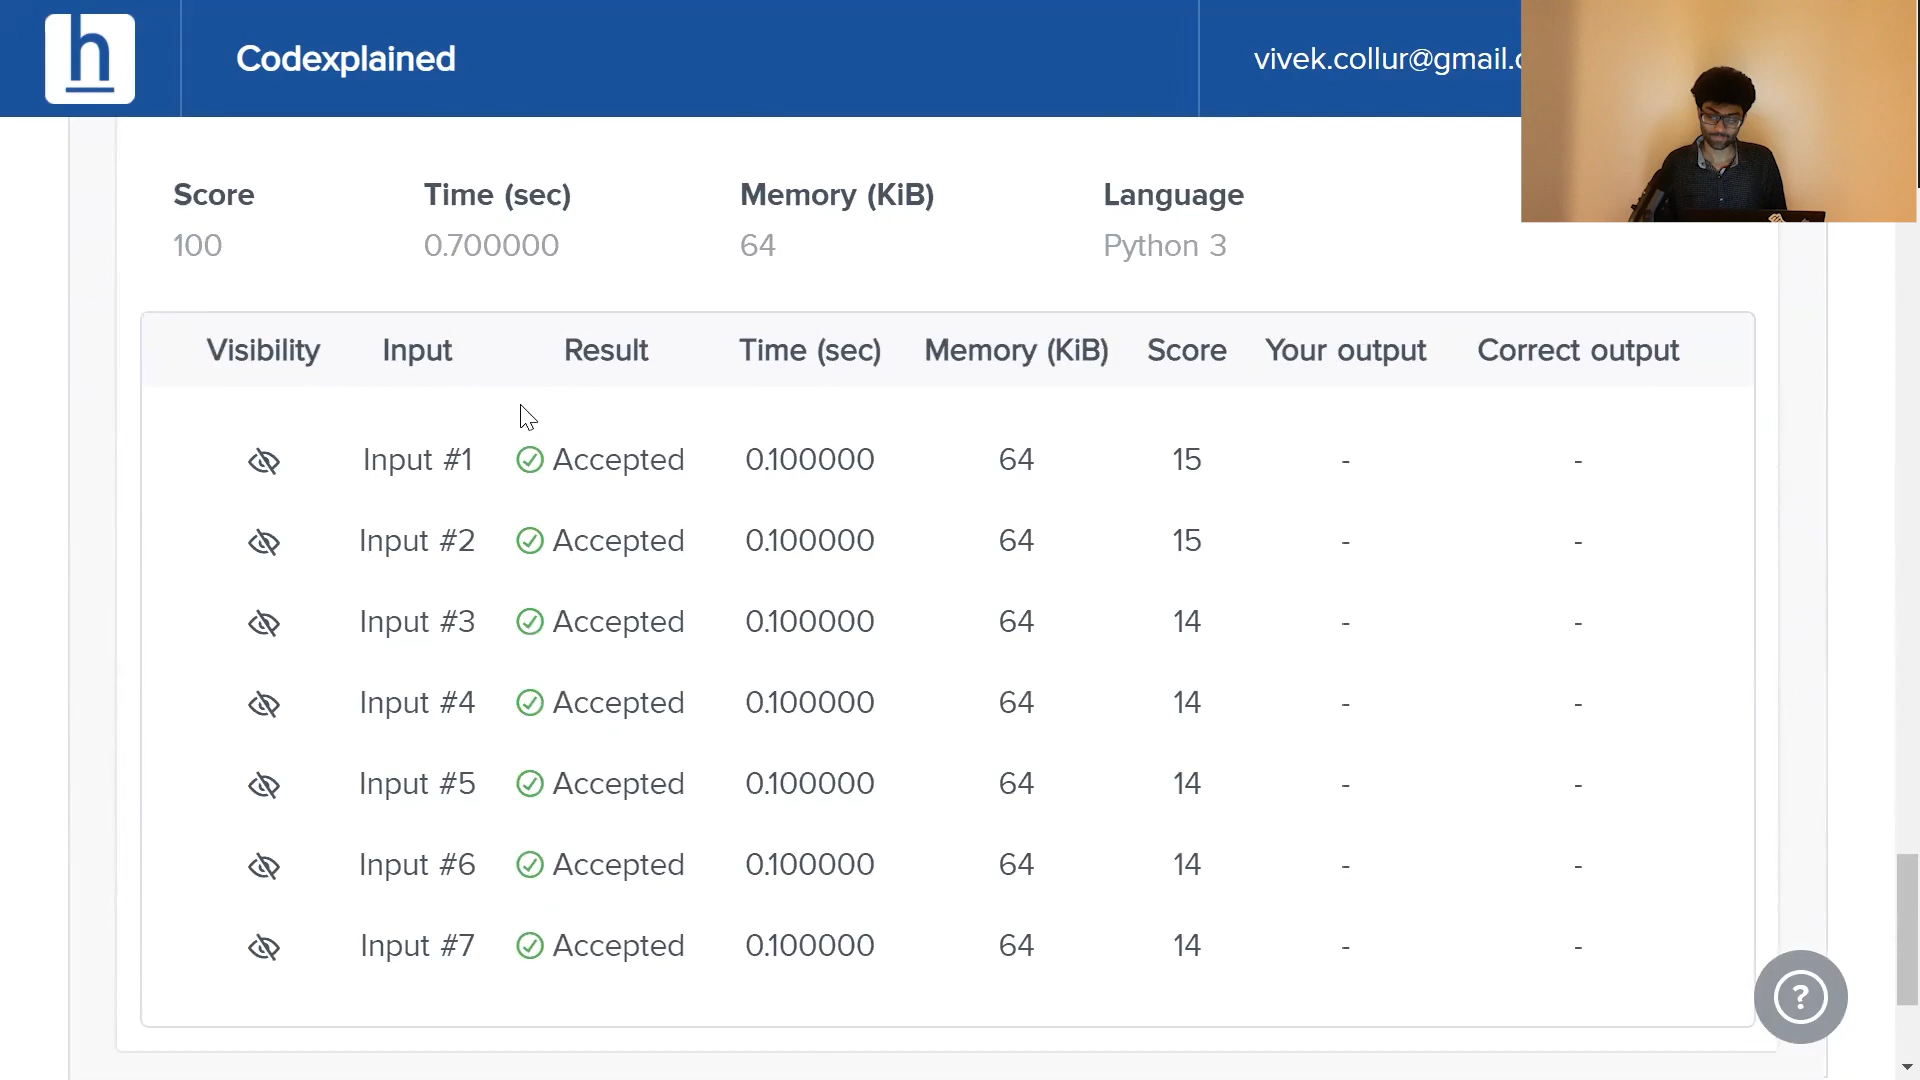 h
Codexplained
vivek.collur@gmail.c
Score Time (sec) Memory (KiB) Language
100 0.700000 64 Python 3
Visibility Input Result Time (sec) Memory (KiB) Score Your output Correct output
Input #1 Accepted 0.100000 64 15 - -
Input #2 Accepted 0.100000 64 15 - -
Input #3 Accepted 0.100000 64 14 - -
Input #4 Accepted 0.100000 64 14 - -
Input #5 Accepted 0.100000 64 14 - -
Input #6 Accepted 0.100000 64 14 - -
Input #7 Accepted 0.100000 64 14 - -
?